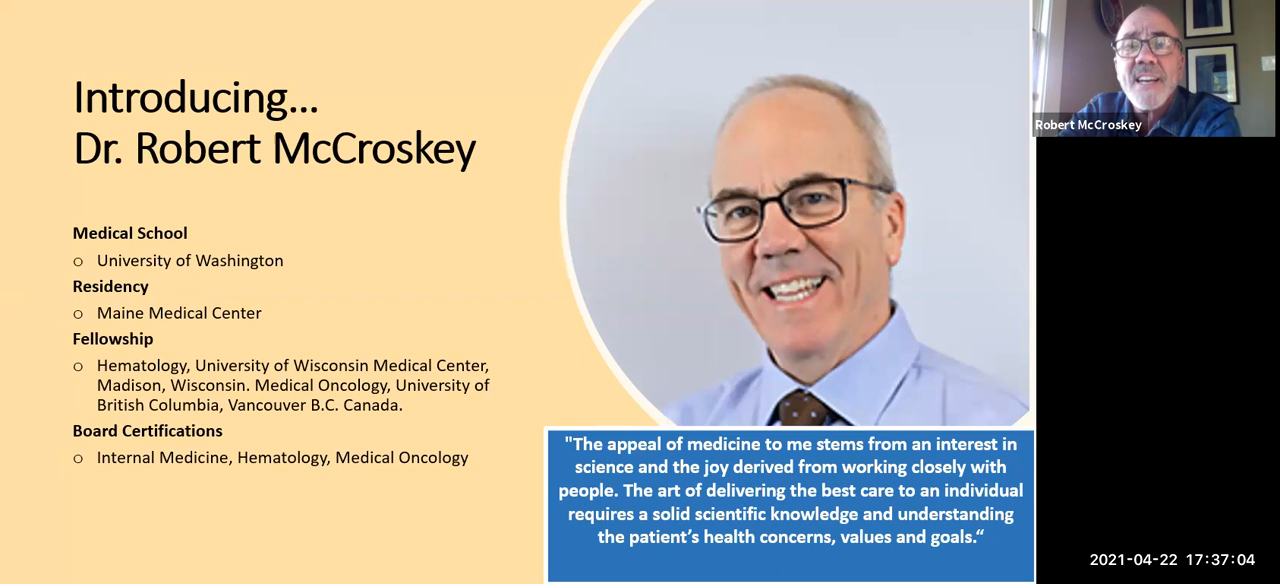 Introducing...
Dr. Robert McCroskey
Medical School
o University of Washington
Residency
o Maine Medical Center
Fellowship
o Hematology, University of Wisconsin Medical Center,
Madison, Wisconsin. Medical Oncology, University of
British Columbia, Vancouver B.C. Canada.
Board Certifications
o Internal Medicine, Hematology, Medical Oncology
"The appeal of medicine to me stems from an interest in
science and the joy derived from working closely with
people. The art of delivering the best care to an individual
requires a solid scientific knowledge and understanding
the patient’s health concerns, values and goals.“
Robert McCroskey
2021-04-22 17:37:04